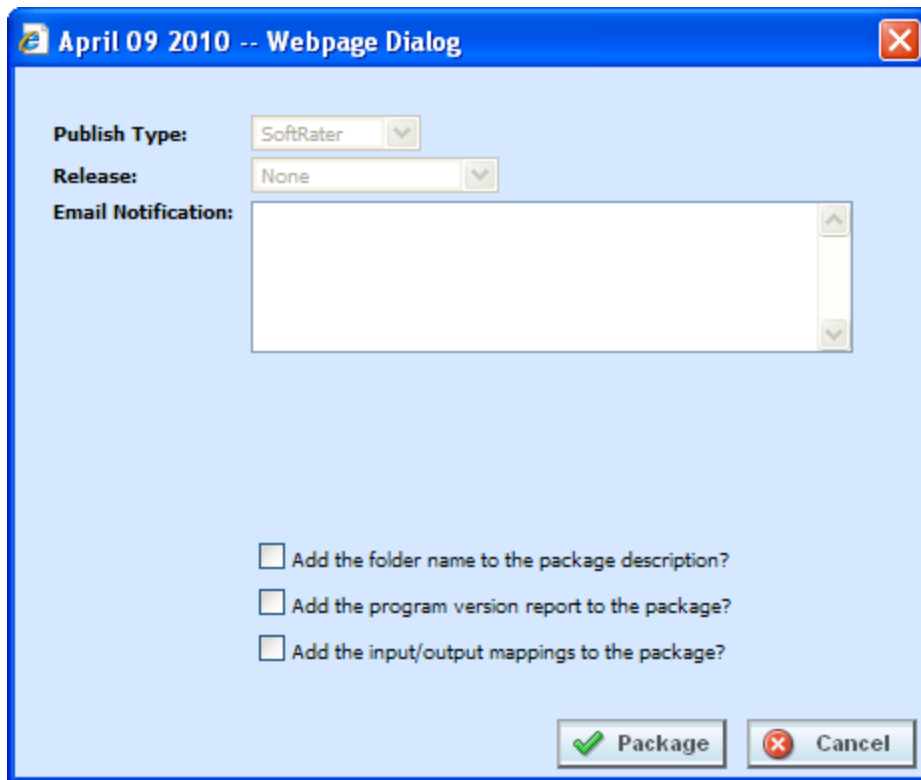 April 09 2010 -- Webpage Dialog
Publish Type: SoftRater
Release: None
Email Notification:
Add the folder name to the package description?
Add the program version report to the package?
Add the input/output mappings to the package?
Package Cancel